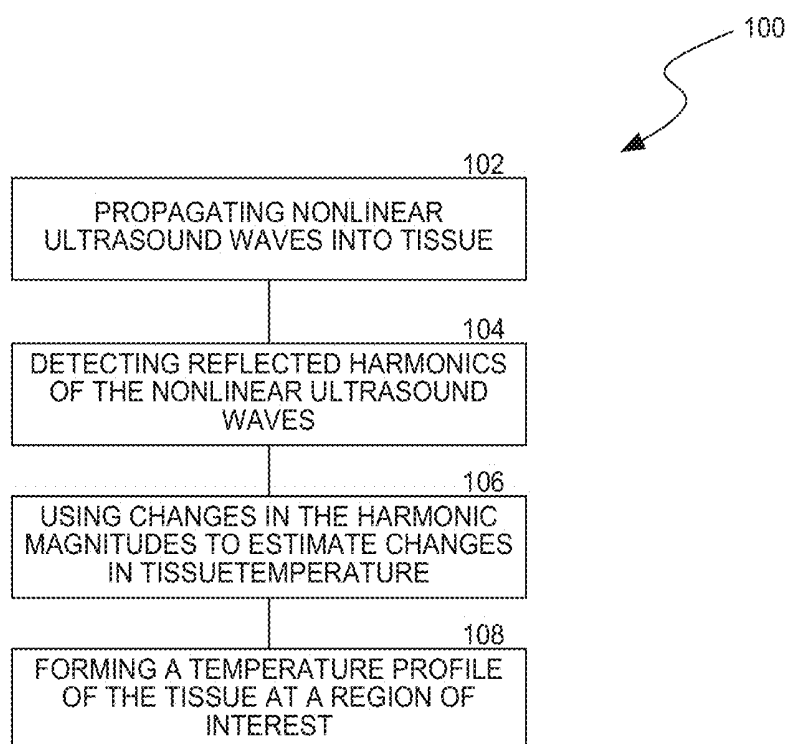 100
102
PROPAGATING NONLINEAR
ULTRASOUND WAVES INTO TISSUE
104
DETECTING REFLECTED HARMONICS
OF THE NONLINEAR ULTRASOUND
WAVES
106
USING CHANGES IN THE HARMONIC
MAGNITUDES TO ESTIMATE CHANGES
IN TISSUETEMPERATURE
108
FORMING A TEMPERATURE PROFILE
OF THE TISSUE AT A REGION OF
INTEREST